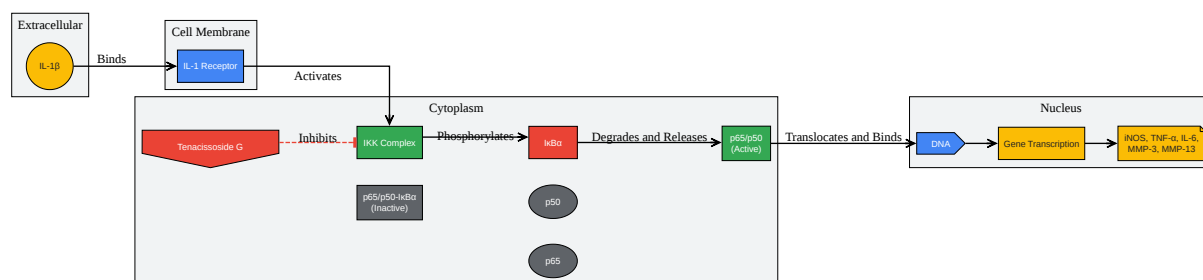 Extracellular
IL-1β
Binds
Cell Membrane
IL-1 Receptor
Activates
Cytoplasm
Tenacissoside G
Inhibits
IKK Complex
Phosphorylates
IκBα
Degrades and Releases
p65/p50
(Active)
p65/p50-IκBα
(Inactive)
p50
p65
Translocates and Binds
Nucleus
DNA
Gene Transcription
iNOS, TNF-α, IL-6,
MMP-3, MMP-13